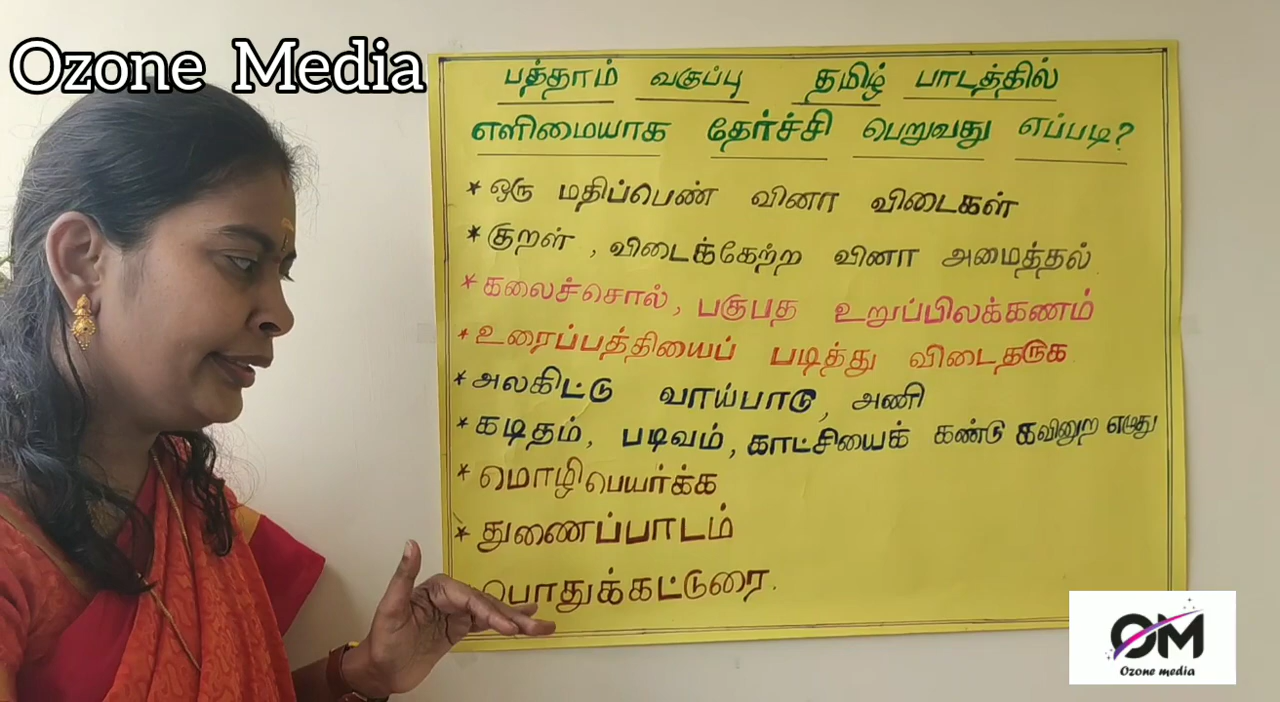 Ozone Media
பத்தாம் வகுப்பு தமிழ் பாடத்தில்
எளிமையாக தேர்ச்சி பெறுவது எப்படி?
* ஒரு மதிப்பெண் வினா விடைகள்
* குறள் , விடைக்கேற்ற வினா அமைத்தல்
* கலைச்சொல், பகுபத உறுப்பிலக்கணம்
* உரைப்பத்தியைப் படித்து விடைதருக
* அலகிட்டு வாய்பாடு, அணி
* கடிதம், படிவம், காட்சியைக் கண்டு கவினுற எழுது
* மொழிபெயர்க்க
* துணைப்பாடம்
பொதுக்கட்டுரை.
OM
Ozone media